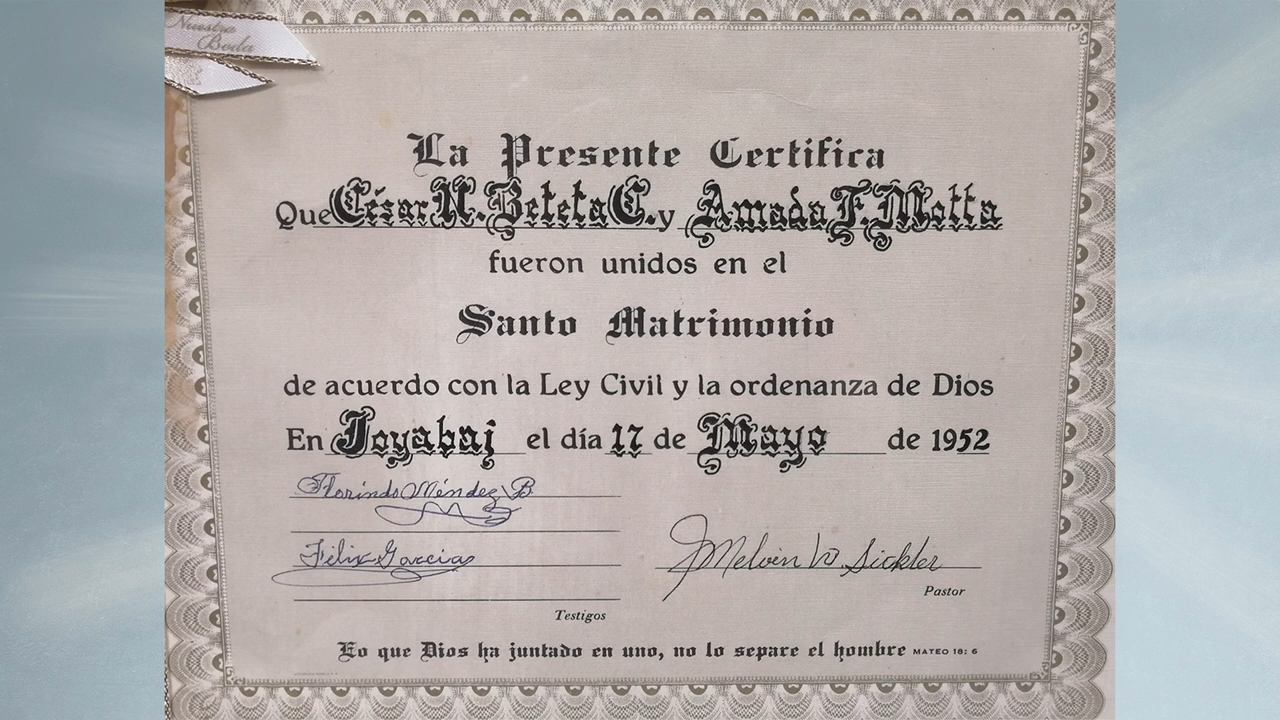 Nuestra
Boda
La Presente Certifica
Que César N. Beteta C. y Amada F. Motta
fueron unidos en el
Santo Matrimonio
de acuerdo con la Ley Civil y la ordenanza de Dios
En Joyabaj el día 17 de Mayo de 1952
Florindo Méndez B.
Félix Garcia
Melvin W. Sickler
Pastor
Testigos
Lo que Dios ha juntado en uno, no lo separe el hombre MATEO 18: 6